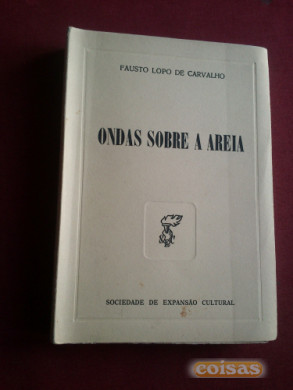 FAUSTO LOPO DE CARVALHO
ONDAS SOBRE A AREIA
SOCIEDADE DE EXPANSÃO CULTURAL
coisas